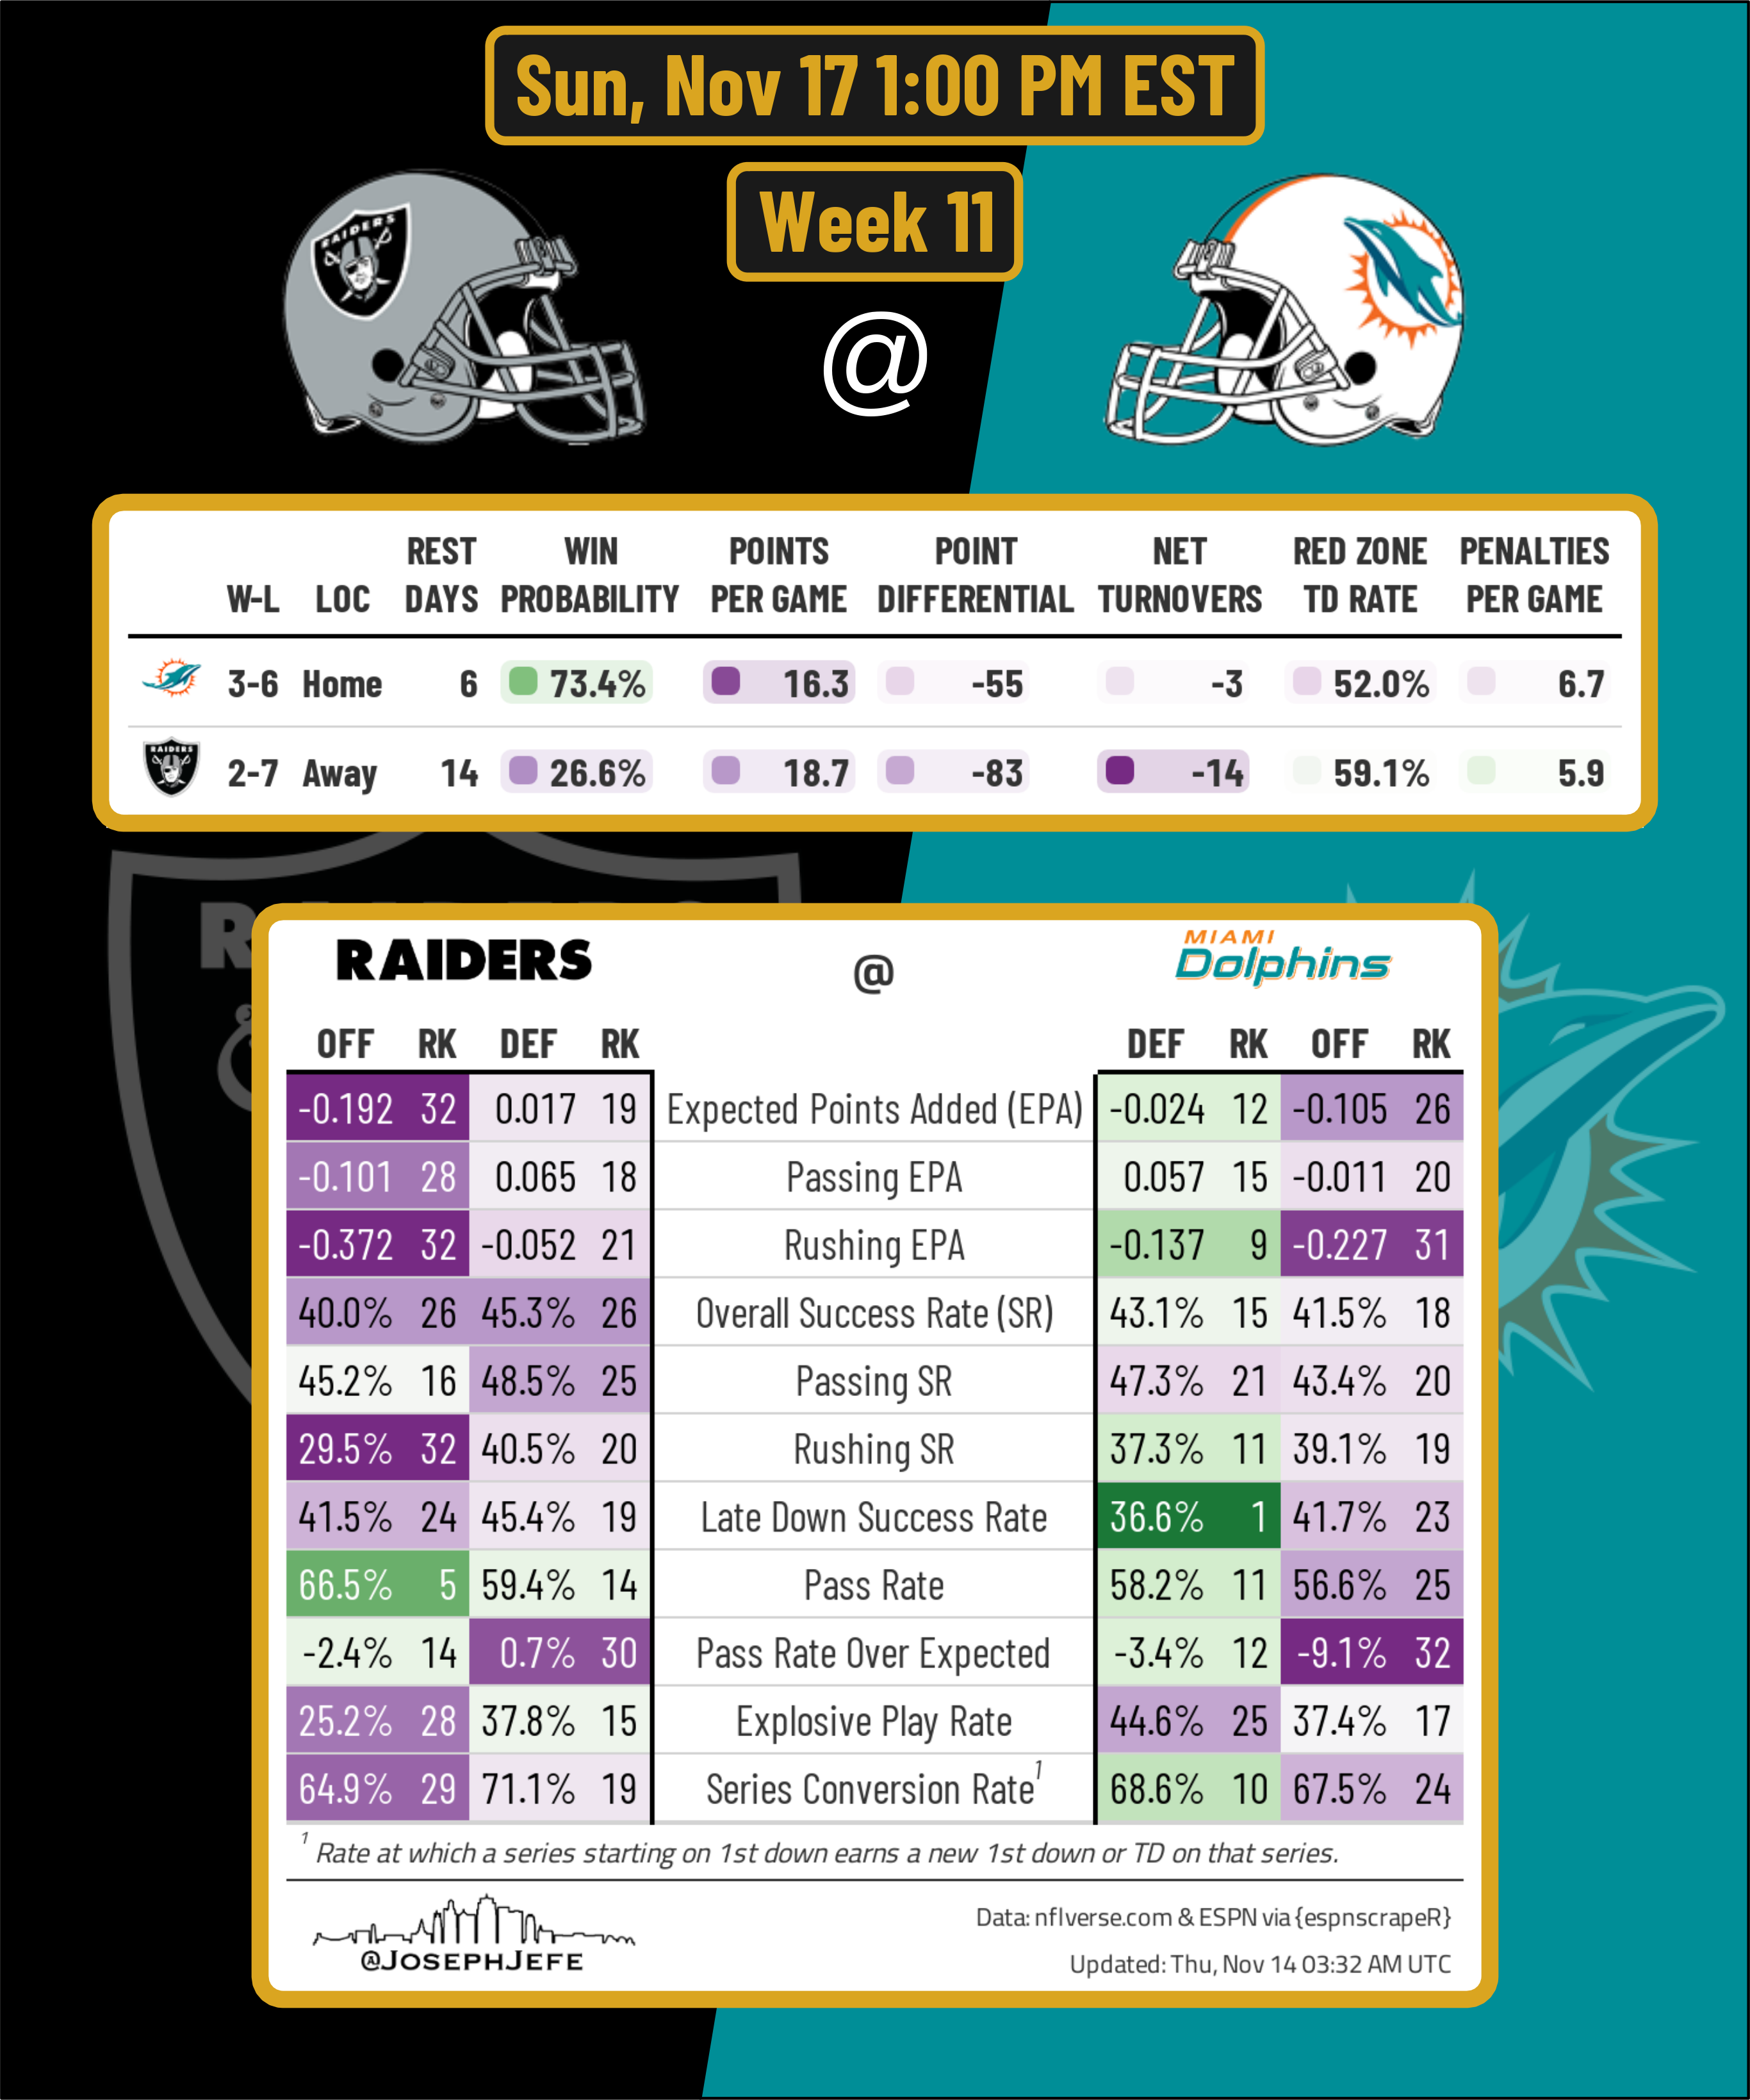 Sun, Nov 17 1:00 PM EST
Week 11
RAIDERS
@
REST WIN POINTS POINT NET RED ZONE PENALTIES
W-L LOC DAYS PROBABILITY PER GAME DIFFERENTIAL TURNOVERS TD RATE PER GAME
3-6 Home 6 73.4% 16.3 -55 -3 52.0% 6.7
RAIDERS
2-7 Away 14 26.6% 18.7 -83 -14 59.1% 5.9
RAIDERS @ MIAMI Dolphins
OFF RK DEF RK DEF RK OFF RK
-0.192 32 0.017 19 Expected Points Added (EPA) -0.024 12 -0.105 26
-0.101 28 0.065 18 Passing EPA 0.057 15 -0.011 20
-0.372 32 -0.052 21 Rushing EPA -0.137 9 -0.227 31
40.0% 26 45.3% 26 Overall Success Rate (SR) 43.1% 15 41.5% 18
45.2% 16 48.5% 25 Passing SR 47.3% 21 43.4% 20
29.5% 32 40.5% 20 Rushing SR 37.3% 11 39.1% 19
41.5% 24 45.4% 19 Late Down Success Rate 36.6% 1 41.7% 23
66.5% 5 59.4% 14 Pass Rate 58.2% 11 56.6% 25
-2.4% 14 0.7% 30 Pass Rate Over Expected -3.4% 12 -9.1% 32
25.2% 28 37.8% 15 Explosive Play Rate 44.6% 25 37.4% 17
64.9% 29 71.1% 19 Series Conversion Rate¹ 68.6% 10 67.5% 24
¹ Rate at which a series starting on 1st down earns a new 1st down or TD on that series.
@JOSEPHJEFE
Data: nflverse.com & ESPN via {espnscrapeR}
Updated: Thu, Nov 14 03:32 AM UTC